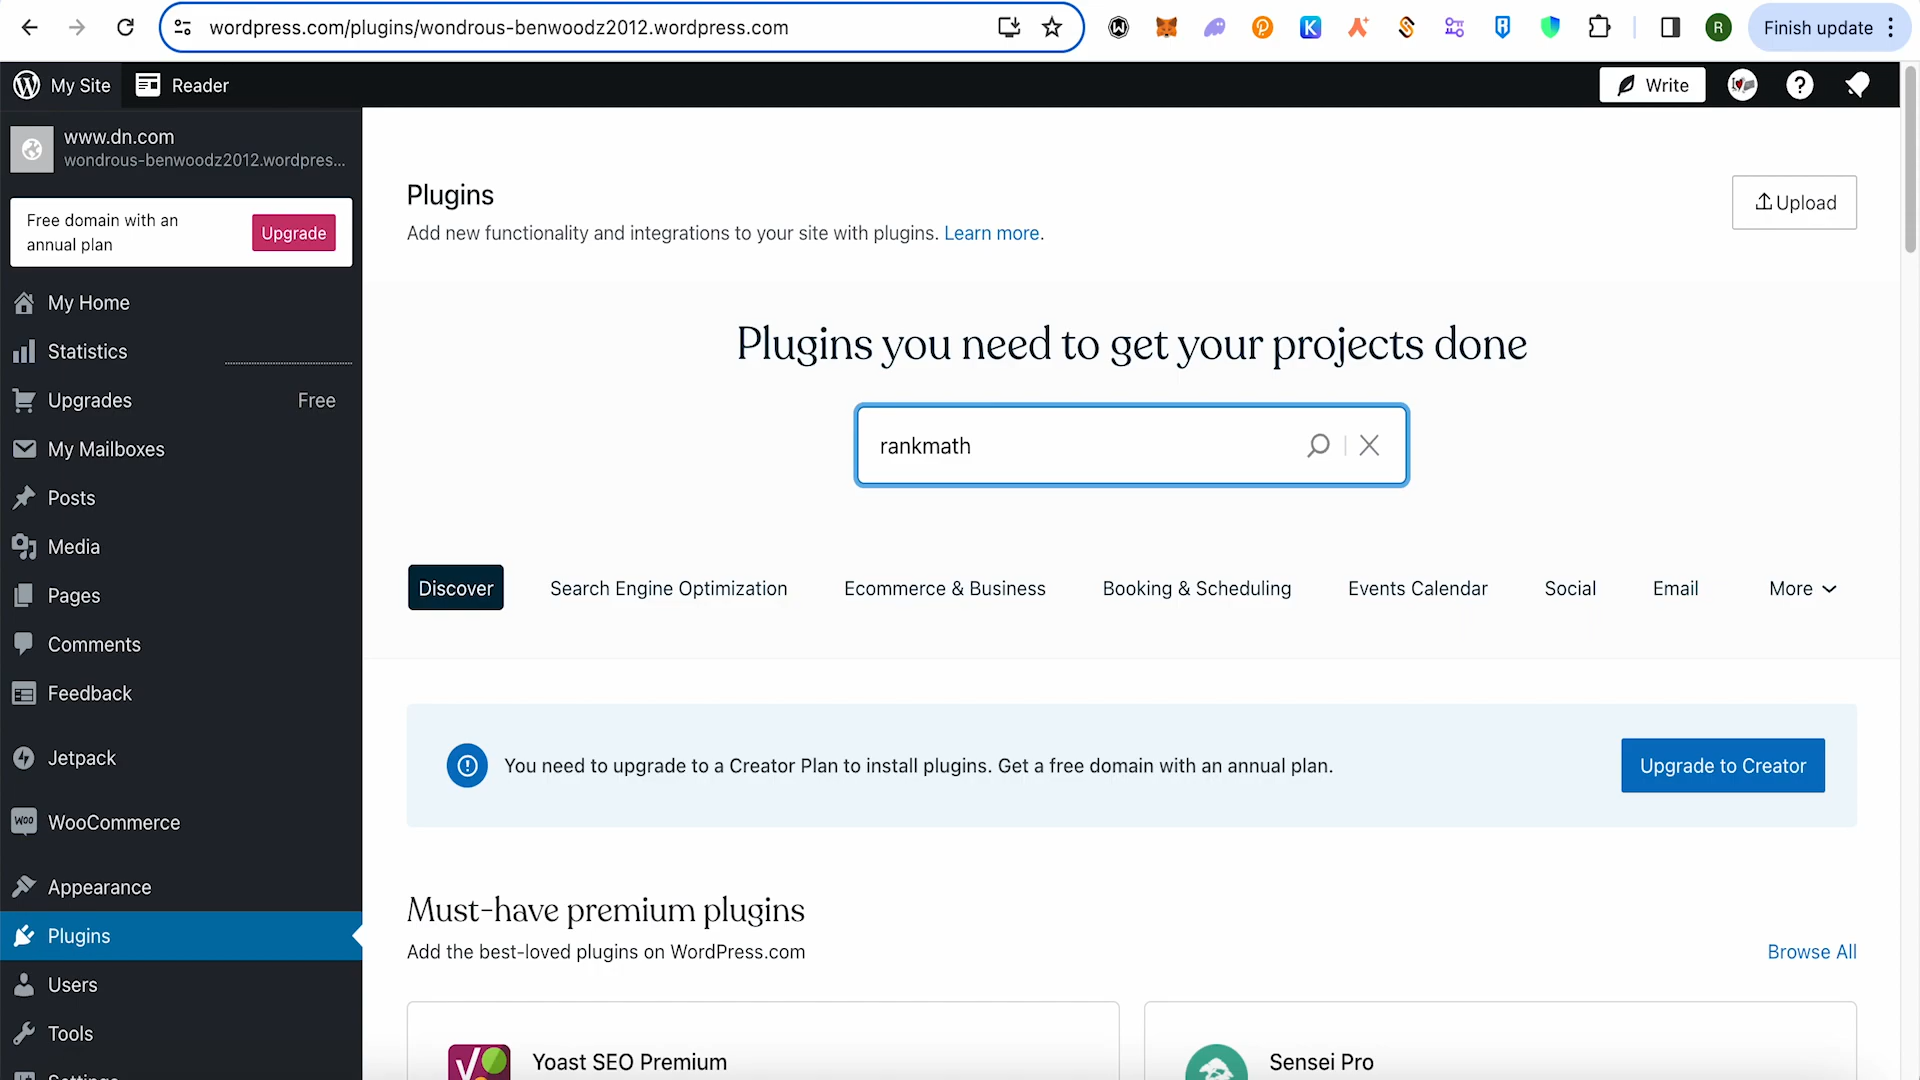 wordpress.com/plugins/wondrous-benwoodz2012.wordpress.com
R
Finish update
My Site
Reader
Write
www.dn.com
wondrous-benwoodz2012.wordpres...
Free domain with an
annual plan
Upgrade
My Home
Statistics
Upgrades
Free
My Mailboxes
Posts
Media
Pages
Comments
Feedback
Jetpack
WooCommerce
Appearance
Plugins
Users
Tools
Plugins
Add new functionality and integrations to your site with plugins. Learn more.
Upload
Plugins you need to get your projects done
rankmath
Discover
Search Engine Optimization
Ecommerce & Business
Booking & Scheduling
Events Calendar
Social
Email
More
You need to upgrade to a Creator Plan to install plugins. Get a free domain with an annual plan.
Upgrade to Creator
Must-have premium plugins
Add the best-loved plugins on WordPress.com
Browse All
Yoast SEO Premium
Sensei Pro